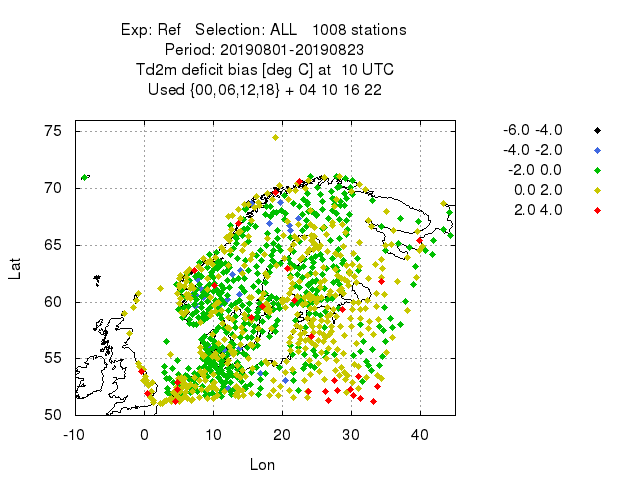 Exp: Ref   Selection: ALL   1008 stations
Period: 20190801-20190823
Td2m deficit bias [deg C] at  10 UTC
Used {00,06,12,18} + 04 10 16 22
-6.0 -4.0
-4.0 -2.0
-2.0 0.0
0.0 2.0
2.0 4.0
75
70
65
60
55
50
Lat
-10 0 10 20 30 40
Lon